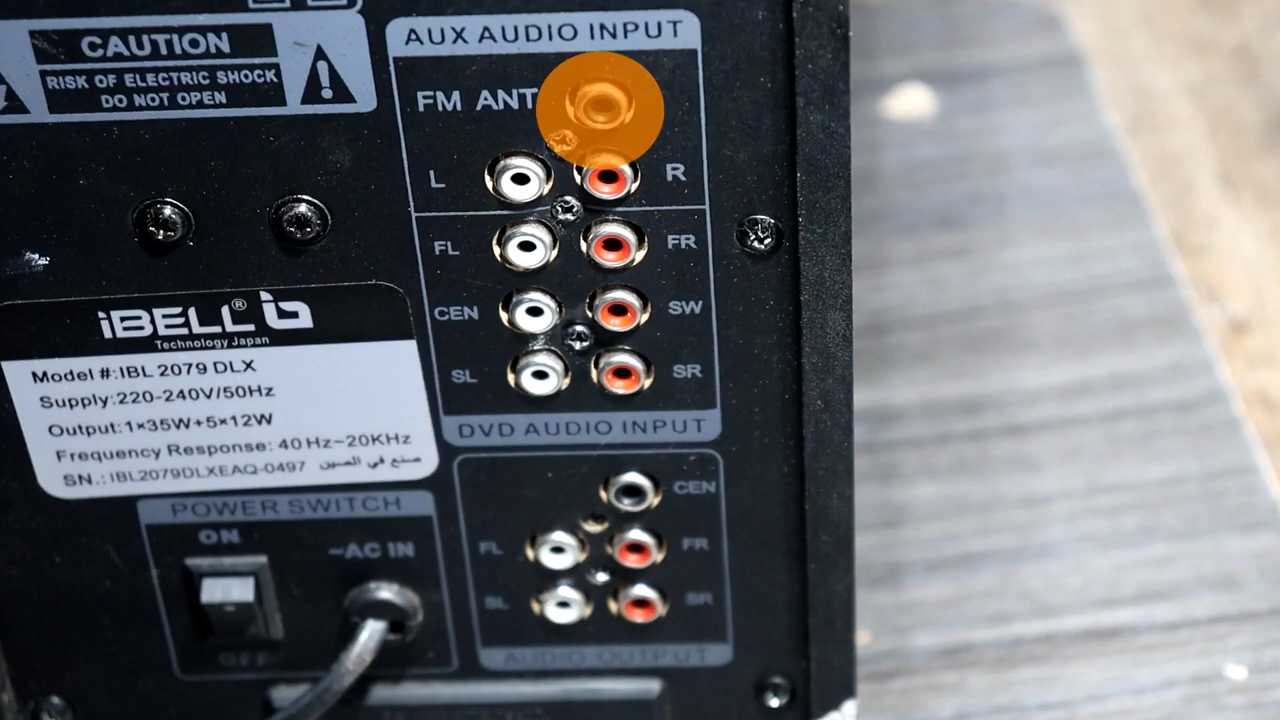 CAUTION
RISK OF ELECTRIC SHOCK
DO NOT OPEN
AUX AUDIO INPUT
FM ANT
L
R
FL
FR
CEN
SW
SL
SR
DVD AUDIO INPUT
iBELL®
Technology Japan
Model #:IBL 2079 DLX
Supply:220-240V/50Hz
Output:1×35W+5×12W
Frequency Response: 40Hz~20KHz
SN.: IBL2079DLXEAQ-0497 صنع في الصين
POWER SWITCH
ON
~AC IN
OFF
CEN
FL
FR
SL
SR
AUDIO OUTPUT